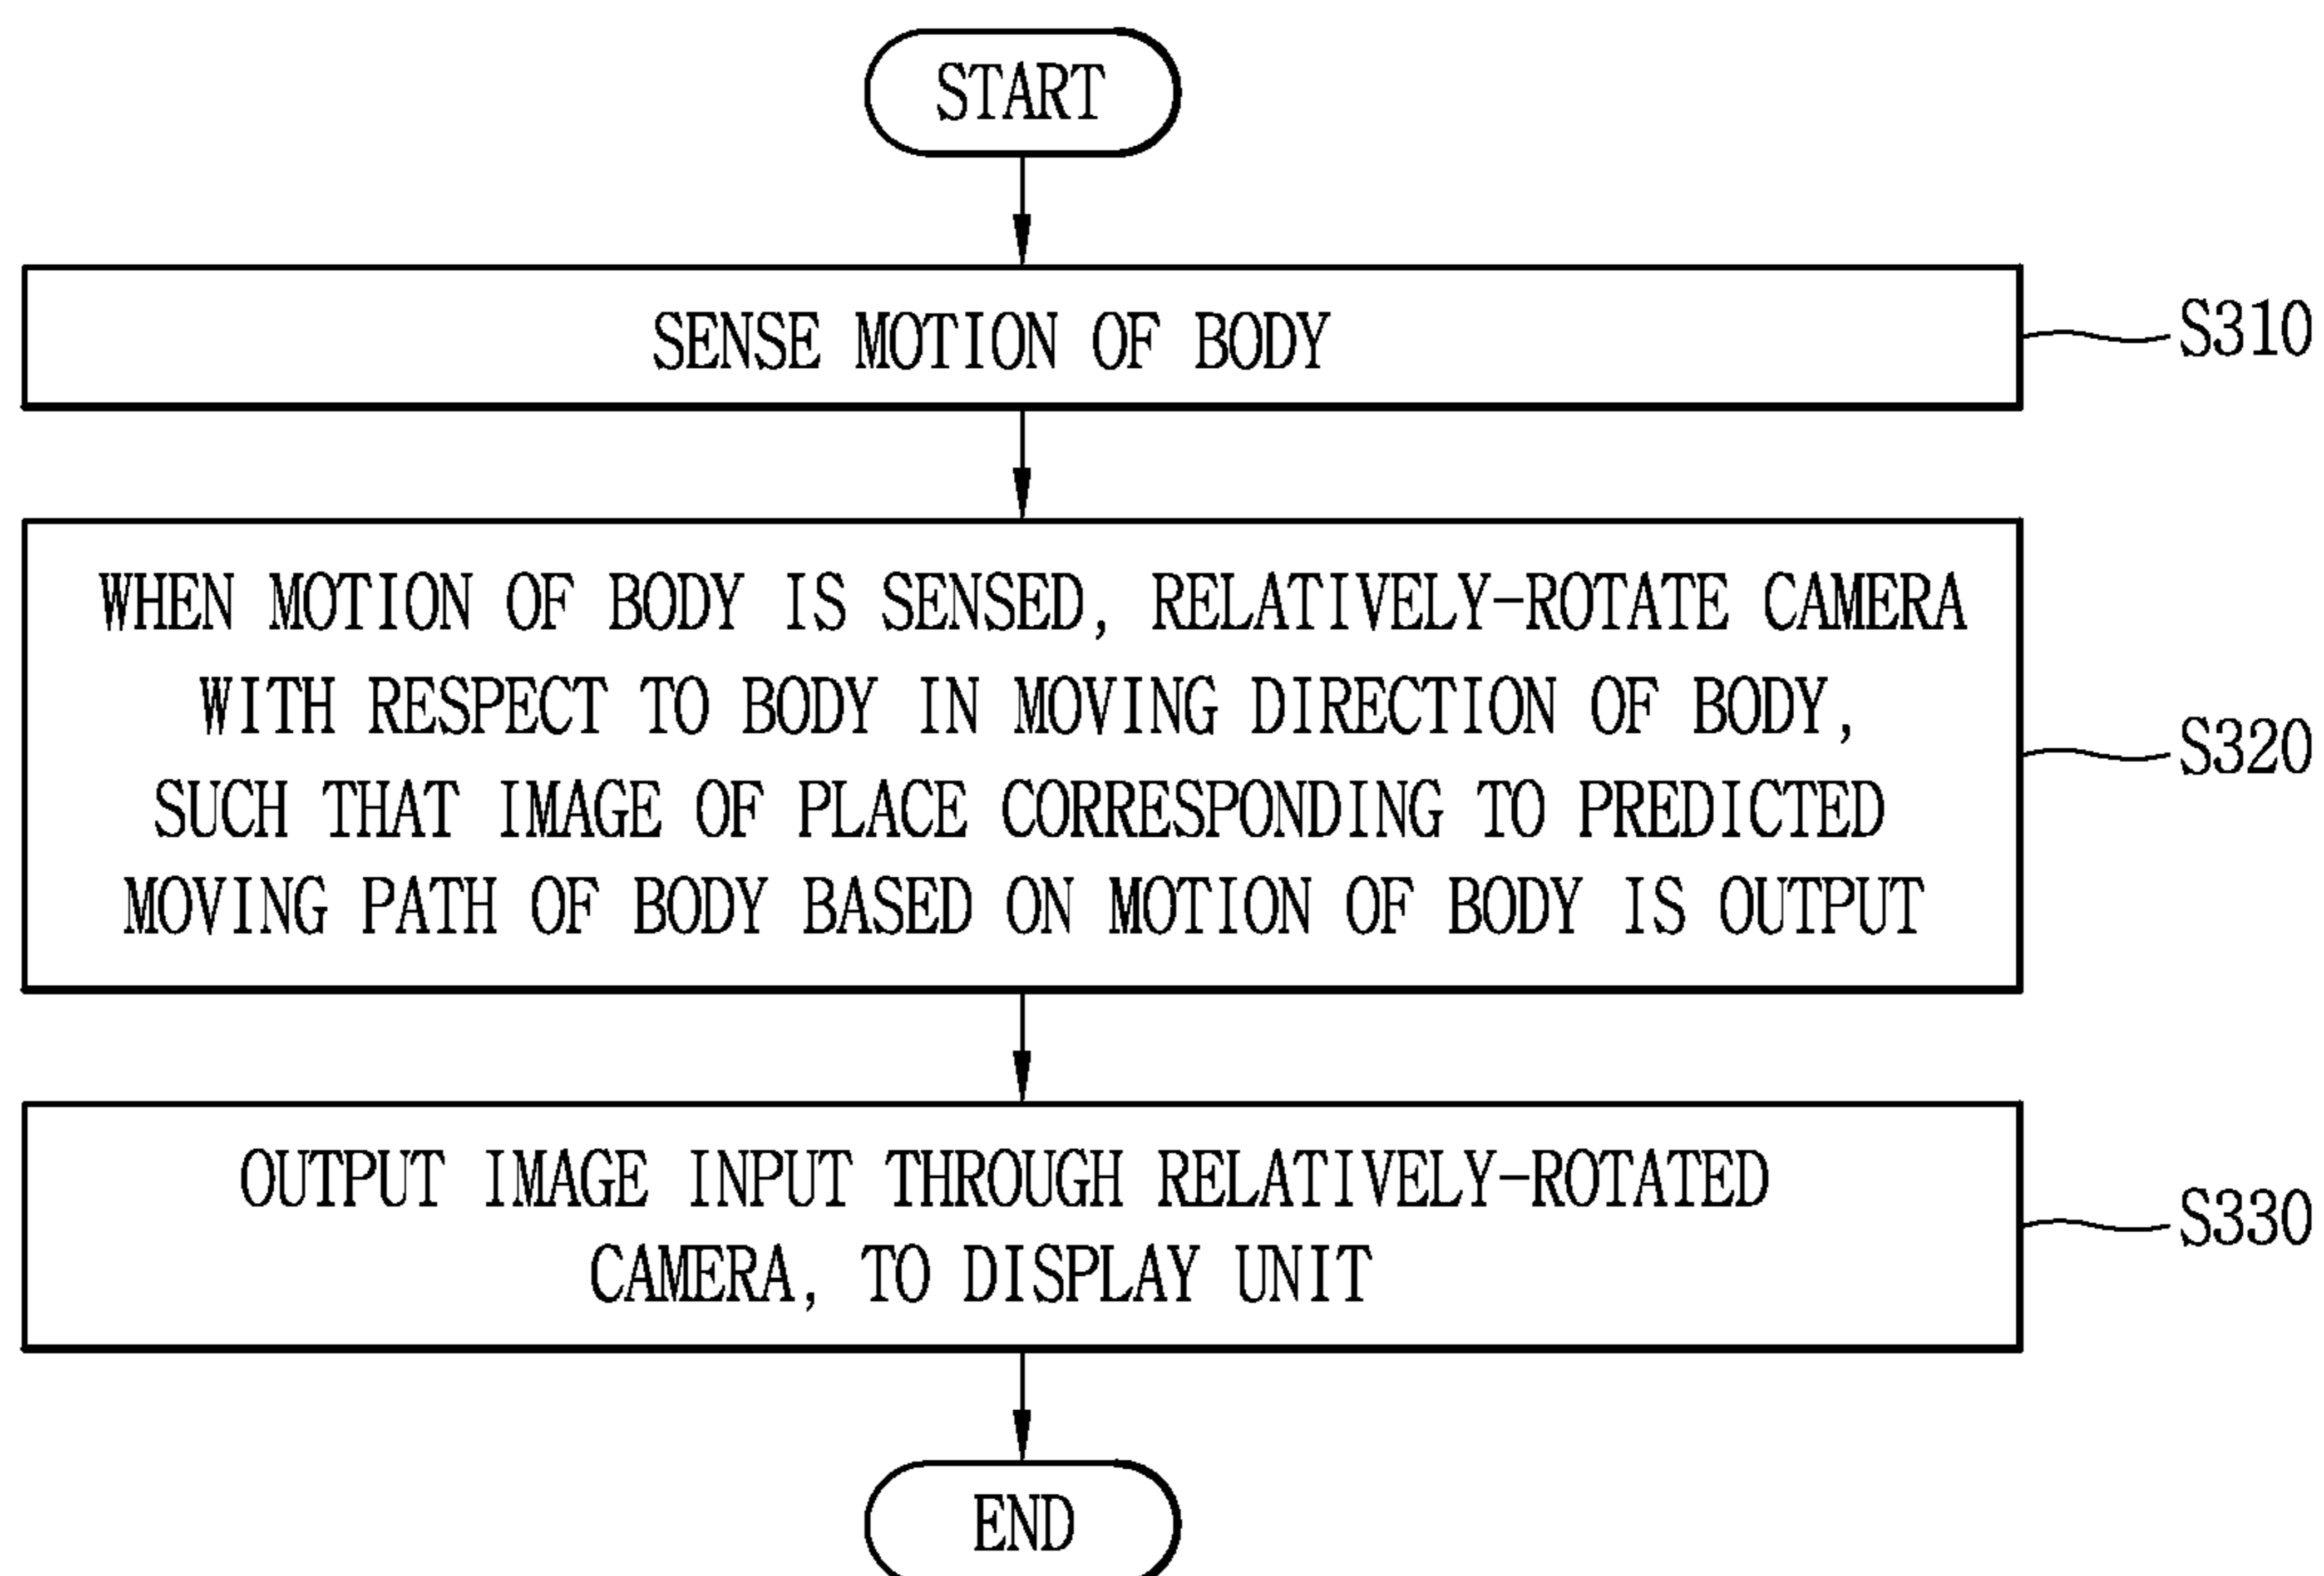 START
SENSE MOTION OF BODY
S310
WHEN MOTION OF BODY IS SENSED, RELATIVELY-ROTATE CAMERA
WITH RESPECT TO BODY IN MOVING DIRECTION OF BODY,
SUCH THAT IMAGE OF PLACE CORRESPONDING TO PREDICTED
MOVING PATH OF BODY BASED ON MOTION OF BODY IS OUTPUT
S320
OUTPUT IMAGE INPUT THROUGH RELATIVELY-ROTATED
CAMERA, TO DISPLAY UNIT
S330
END